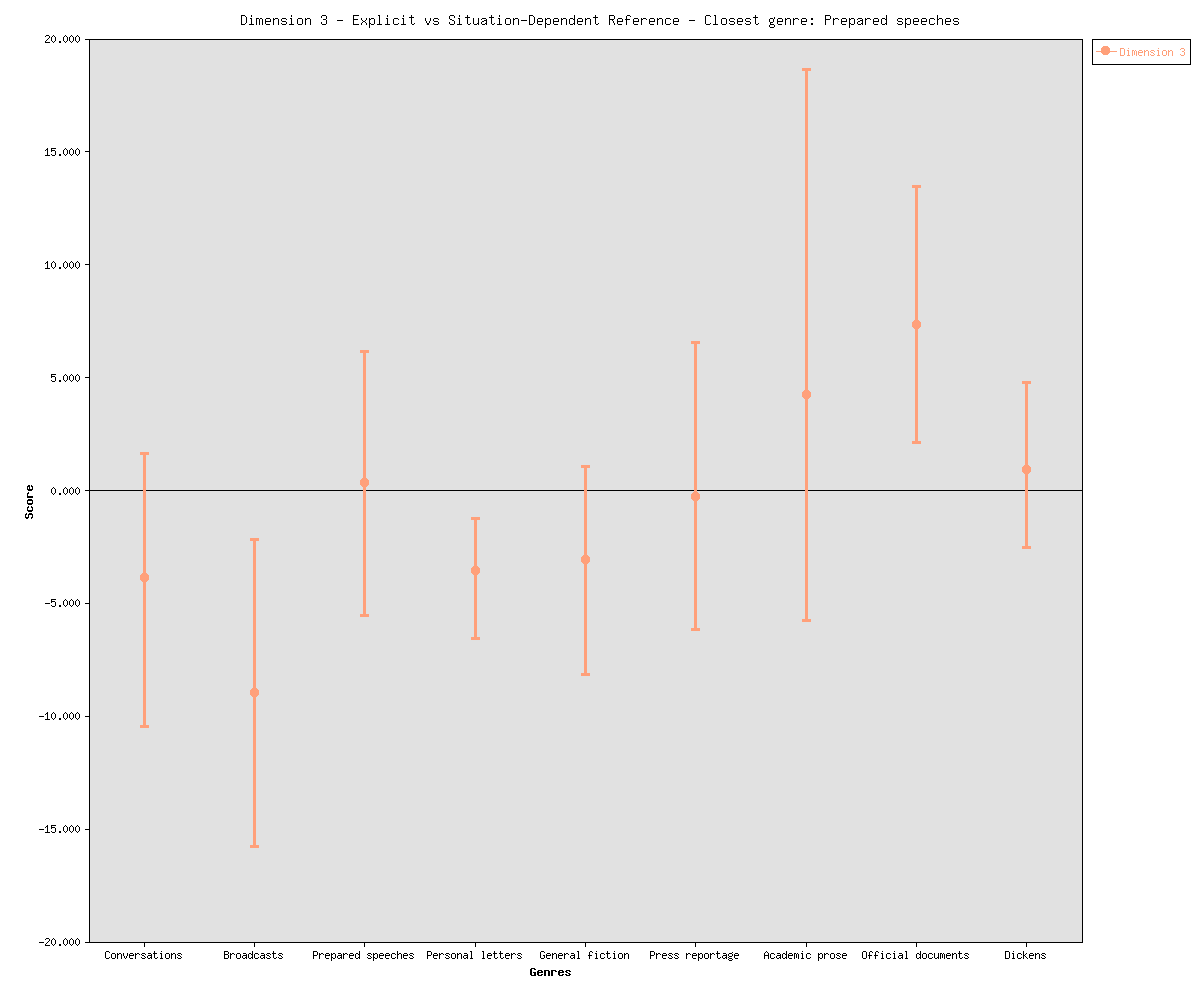 Dimension 3 - Explicit vs Situation-Dependent Reference - Closest genre: Prepared speeches
Dimension 3
20.000
15.000
10.000
5.000
0.000
-5.000
-10.000
-15.000
-20.000
Score
Conversations Broadcasts Prepared speeches Personal letters General fiction Press reportage Academic prose Official documents Dickens
Genres